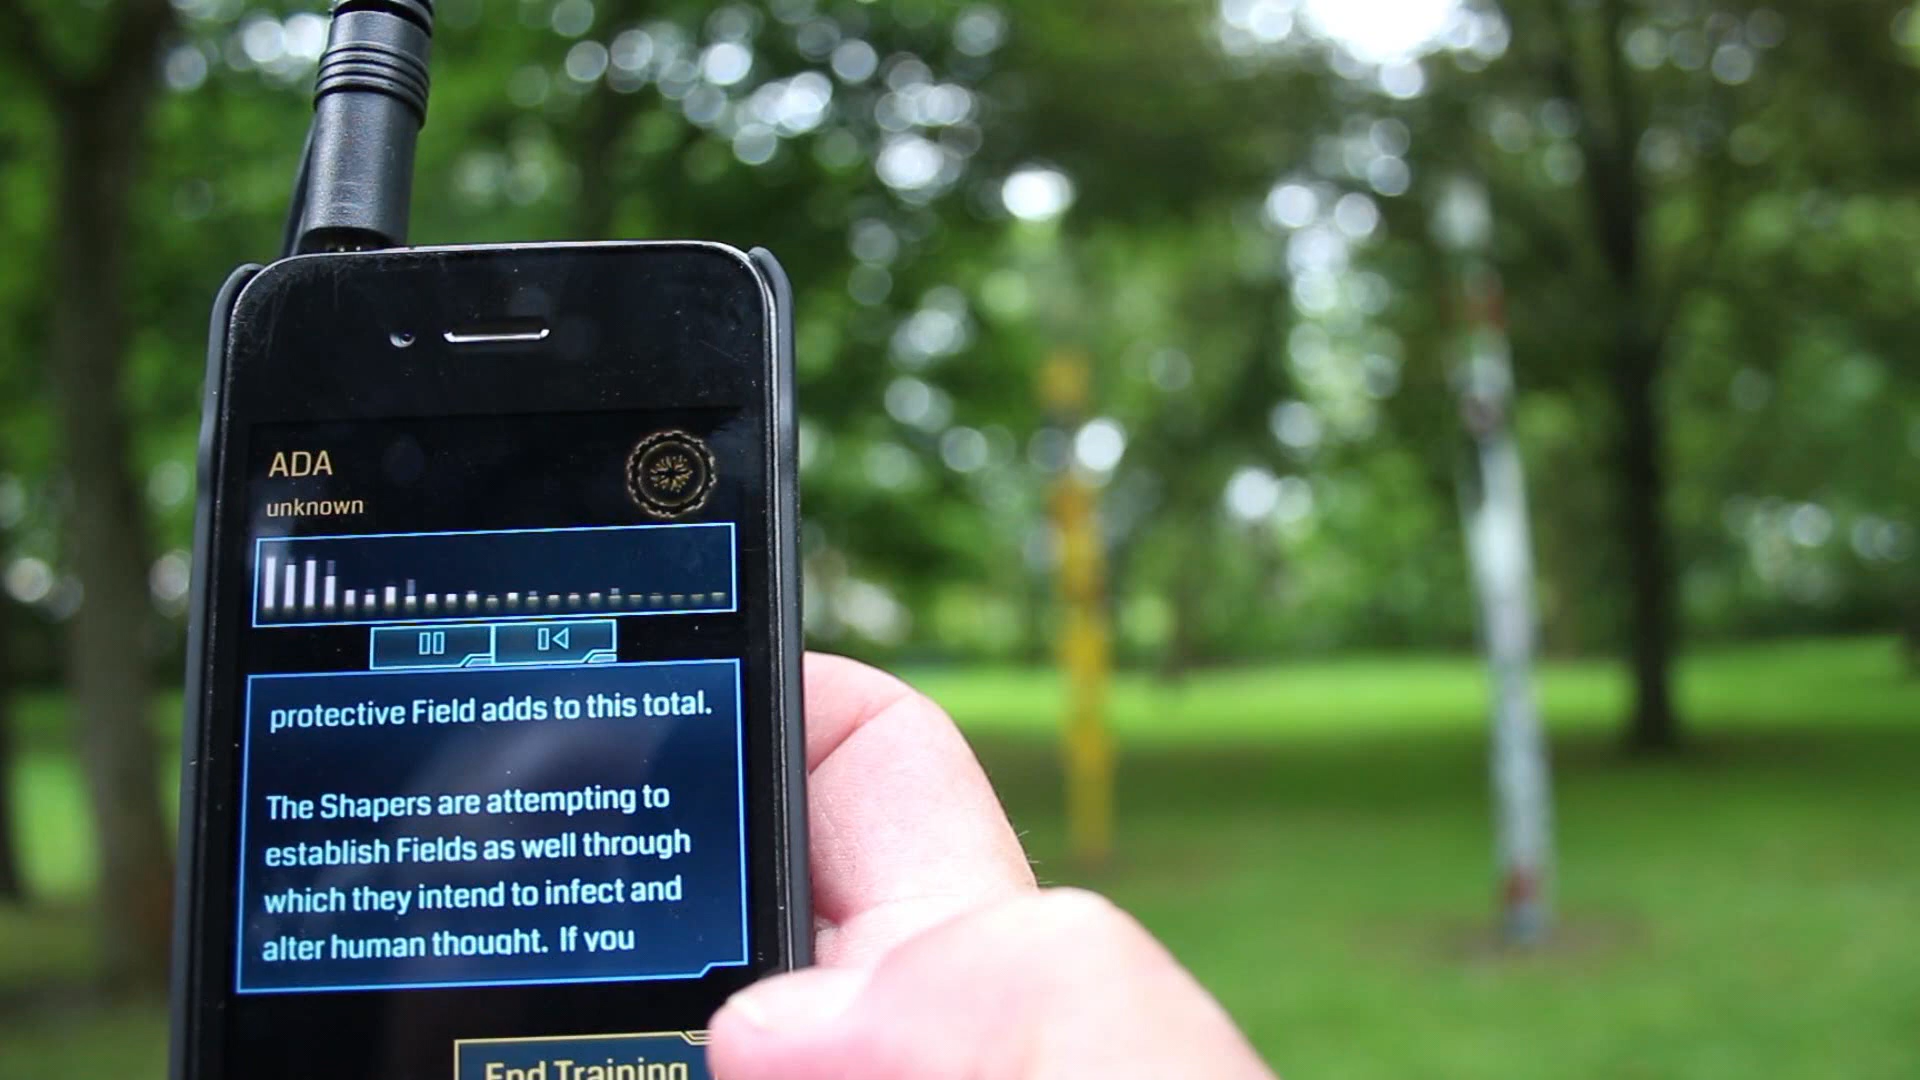 ADA
unknown
protective Field adds to this total.
The Shapers are attempting to
establish Fields as well through
which they intend to infect and
alter human thought. If you
End Training